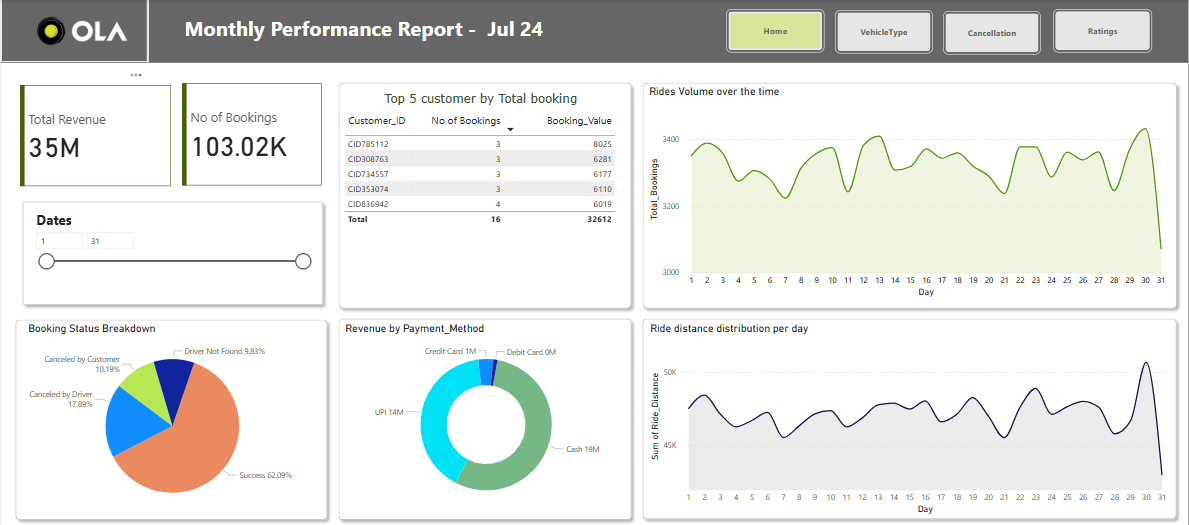 OLA
Monthly Performance Report - Jul 24
Home
VehicleType
Cancellation
Ratings
Total Revenue
35M
No of Bookings
103.02K
Dates
1 31
Top 5 customer by Total booking
Customer_ID No of Bookings Booking_Value
CID785112 3 8025
CID308763 3 6281
CID734557 3 6177
CID353074 3 6110
CID836942 4 6019
Total 16 32612
Rides Volume over the time
Total_Bookings
3400
3200
3000
1 2 3 4 5 6 7 8 9 10 11 12 13 14 15 16 17 18 19 20 21 22 23 24 25 26 27 28 29 30 31
Day
Booking Status Breakdown
Driver Not Found 9.83%
Canceled by Customer
10.19%
Canceled by Driver
17.89%
Success 62.09%
Revenue by Payment_Method
Credit Card 1M
Debit Card 0M
UPI 14M
Cash 19M
Ride distance distribution per day
Sum of Ride_Distance
50K
45K
1 2 3 4 5 6 7 8 9 10 11 12 13 14 15 16 17 18 19 20 21 22 23 24 25 26 27 28 29 30 31
Day